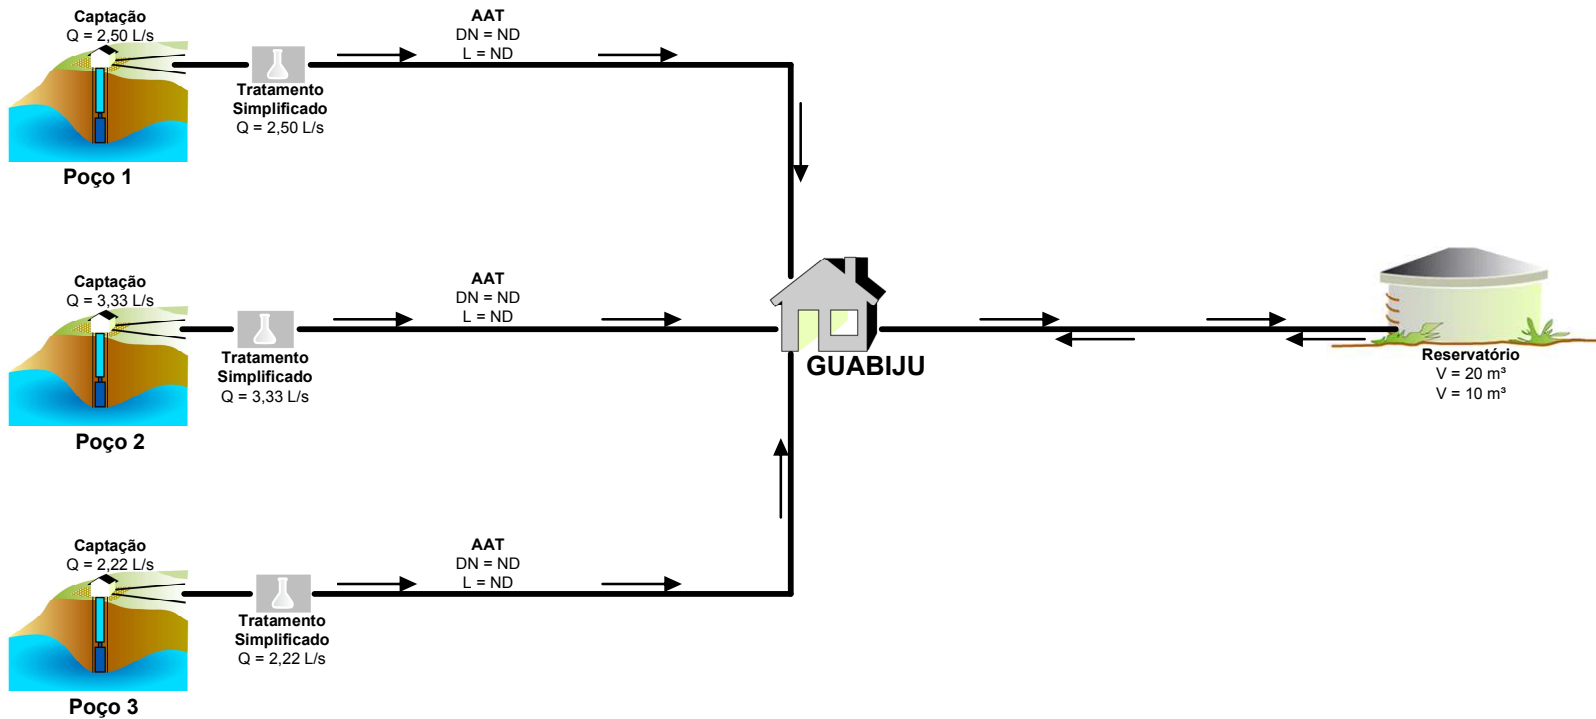 Captação
Q = 2,50 L/s
Tratamento
Simplificado
Q = 2,50 L/s
AAT
DN = ND
L = ND
Poço 1
Captação
Q = 3,33 L/s
Tratamento
Simplificado
Q = 3,33 L/s
AAT
DN = ND
L = ND
Poço 2
GUABIJU
Reservatório
V = 20 m³
V = 10 m³
Captação
Q = 2,22 L/s
Tratamento
Simplificado
Q = 2,22 L/s
AAT
DN = ND
L = ND
Poço 3